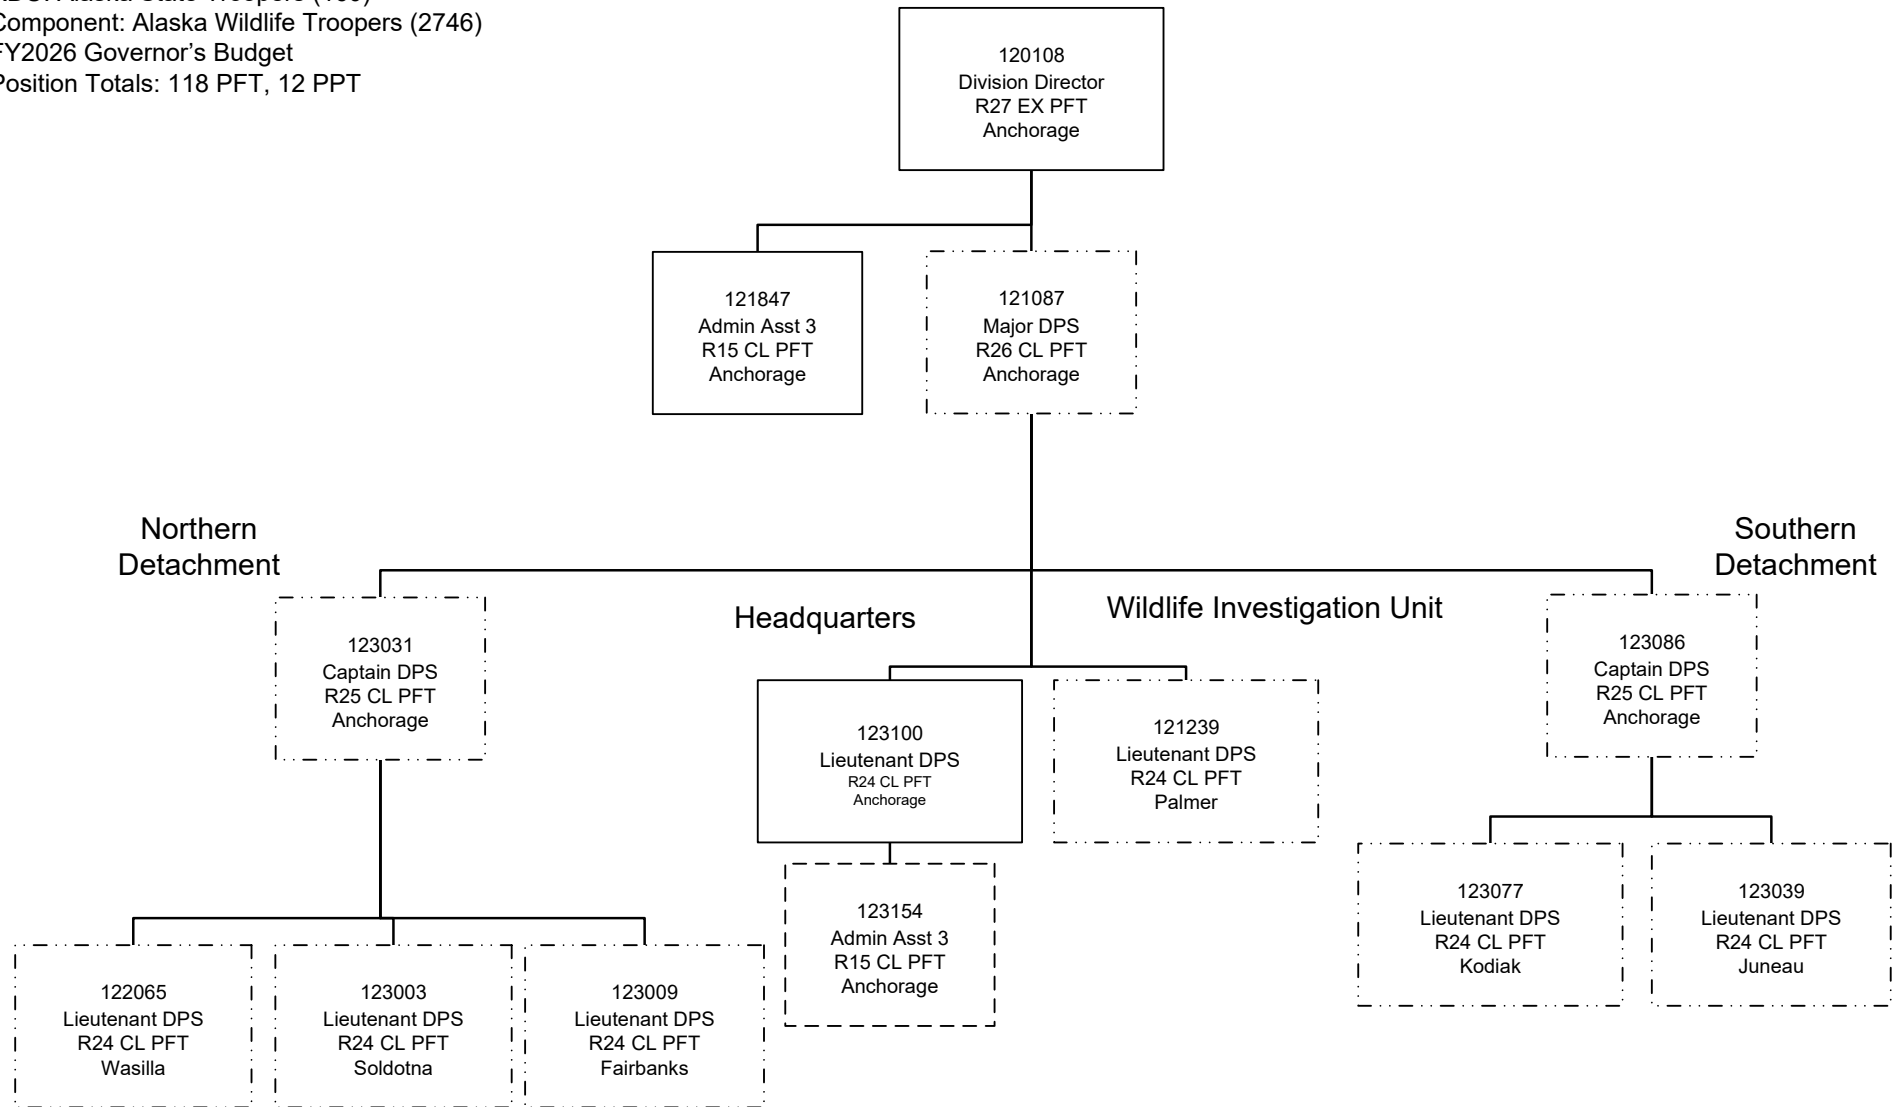 Component: Alaska Wildlife Troopers (2746)
FY2026 Governor’s Budget
Position Totals: 118 PFT, 12 PPT
120108
Division Director
R27 EX PFT
Anchorage
121847
Admin Asst 3
R15 CL PFT
Anchorage
121087
Major DPS
R26 CL PFT
Anchorage
Northern
Detachment
Southern
Detachment
Headquarters
Wildlife Investigation Unit
123031
Captain DPS
R25 CL PFT
Anchorage
123100
Lieutenant DPS
R24 CL PFT
Anchorage
121239
Lieutenant DPS
R24 CL PFT
Palmer
123086
Captain DPS
R25 CL PFT
Anchorage
123154
Admin Asst 3
R15 CL PFT
Anchorage
123077
Lieutenant DPS
R24 CL PFT
Kodiak
123039
Lieutenant DPS
R24 CL PFT
Juneau
122065
Lieutenant DPS
R24 CL PFT
Wasilla
123003
Lieutenant DPS
R24 CL PFT
Soldotna
123009
Lieutenant DPS
R24 CL PFT
Fairbanks